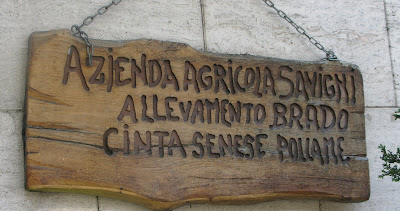 AZIENDA AGRICOLA SAVIGNI
ALLEVAMENTO BRADO
CINTA SENESE POLLAME